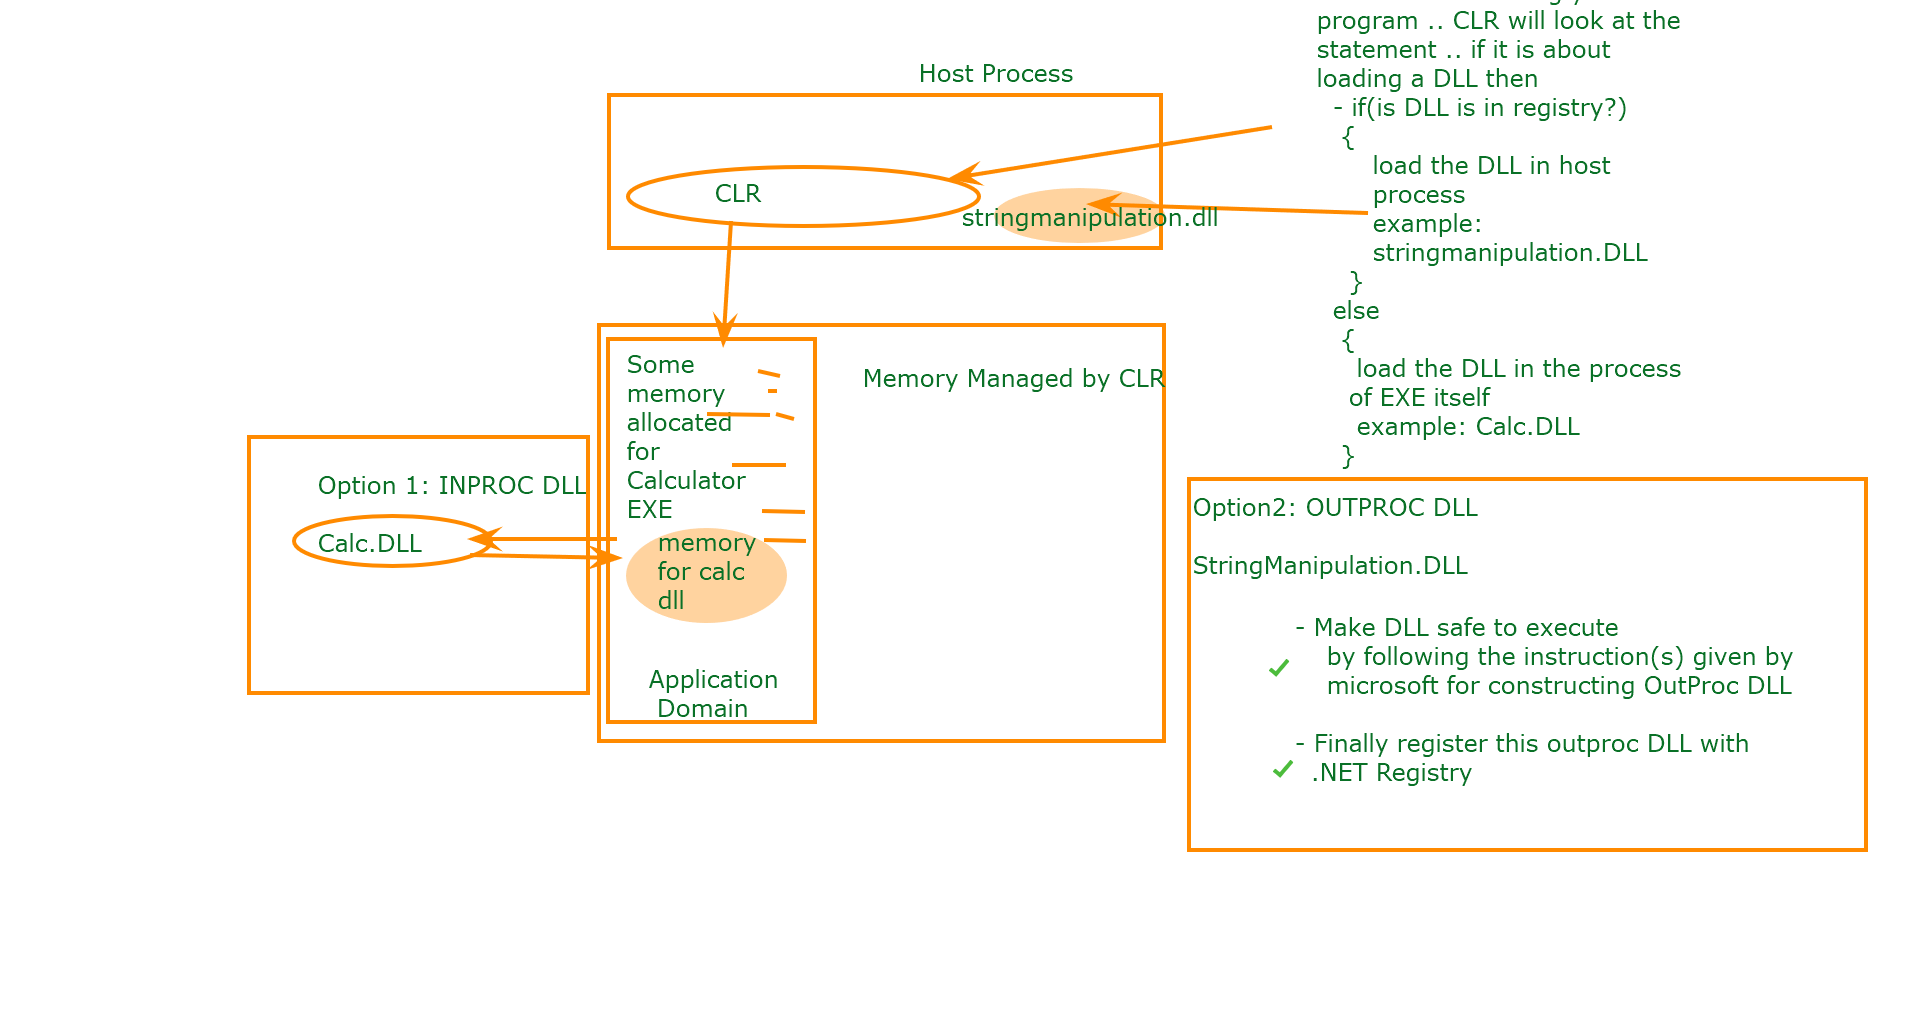 program .. CLR will look at the
statement .. if it is about
loading a DLL then
- if(is DLL is in registry?)
{
load the DLL in host
process
example:
stringmanipulation.DLL
}
else
{
load the DLL in the process
of EXE itself
example: Calc.DLL
}
Host Process
CLR
stringmanipulation.dll
Some
memory
allocated
for
Calculator
EXE
memory
for calc
dll
Application
Domain
Memory Managed by CLR
Option 1: INPROC DLL
Calc.DLL
Option2: OUTPROC DLL
StringManipulation.DLL
- Make DLL safe to execute
by following the instruction(s) given by
microsoft for constructing OutProc DLL
- Finally register this outproc DLL with
.NET Registry